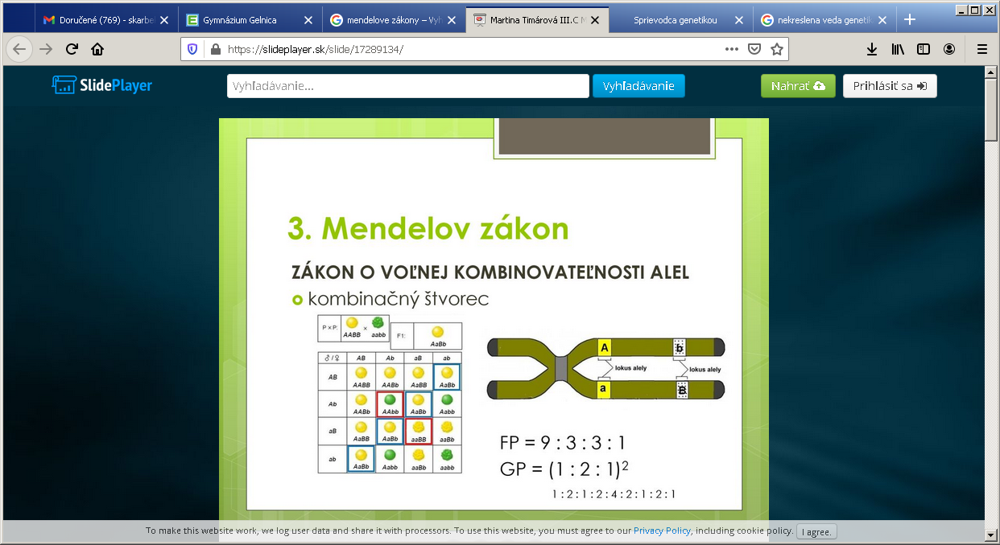 Doručené (769) - skarbe
Gymnázium Gelnica
mendelove zákony – Vyh
Martina Timárová III.C M
Sprievodca genetikou
nekreslena veda genetik
https://slideplayer.sk/slide/17289134/
SlidePlayer
Vyhľadávanie...
Vyhľadávanie
Nahrať
Prihlásiť sa
3. Mendelov zákon
ZÁKON O VOĽNEJ KOMBINOVATEĽNOSTI ALEL
kombinačný štvorec
P x P: AABB x aabb
F1: AaBb
♂/♀ AB Ab aB ab
AB AABB AABb AaBB AaBb
Ab AABb AAbb AaBb Aabb
aB AaBB AaBb aaBB aaBb
ab AaBb Aabb aaBb aabb
A b
lokus alely lokus alely
a B
FP = 9 : 3 : 3 : 1
GP = (1 : 2 : 1)²
1 : 2 : 1 : 2 : 4 : 2 : 1 : 2 : 1
To make this website work, we log user data and share it with processors. To use this website, you must agree to our Privacy Policy, including cookie policy.
I agree.